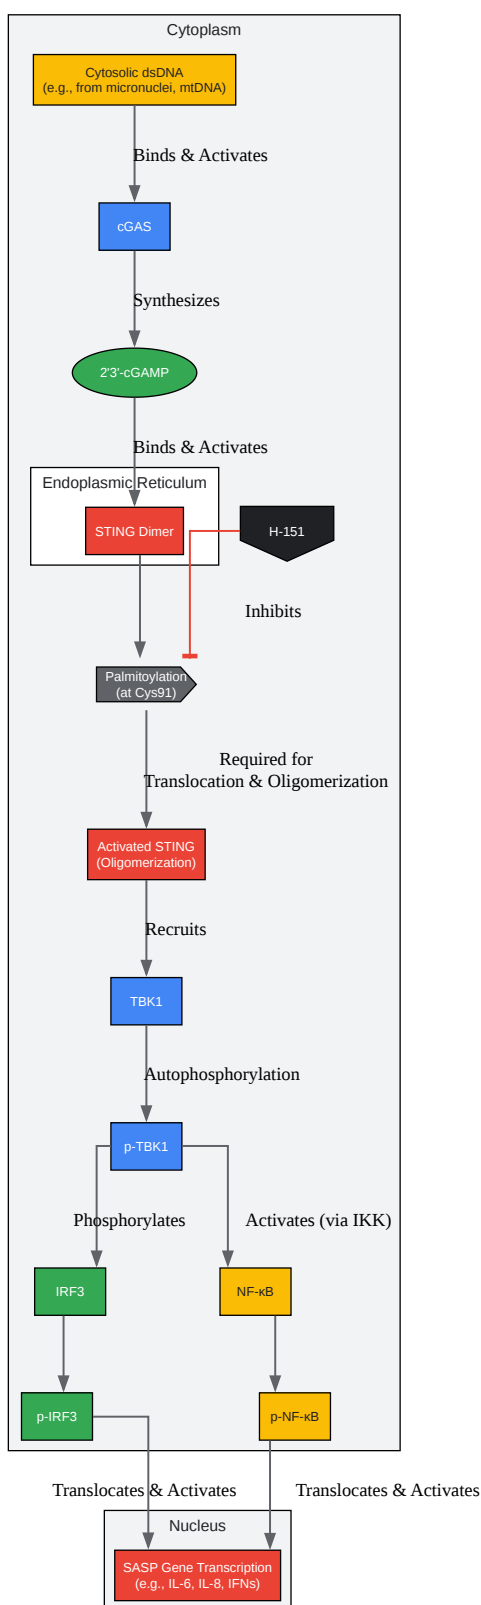 Cytoplasm
Cytosolic dsDNA
(e.g., from micronuclei, mtDNA)
Binds & Activates
cGAS
Synthesizes
2'3'-cGAMP
Binds & Activates
Endoplasmic Reticulum
STING Dimer
H-151
Inhibits
Palmitoylation
(at Cys91)
Required for
Translocation & Oligomerization
Activated STING
(Oligomerization)
Recruits
TBK1
Autophosphorylation
p-TBK1
Phosphorylates
Activates (via IKK)
IRF3
NF-κB
p-IRF3
p-NF-κB
Translocates & Activates
Translocates & Activates
Nucleus
SASP Gene Transcription
(e.g., IL-6, IL-8, IFNs)